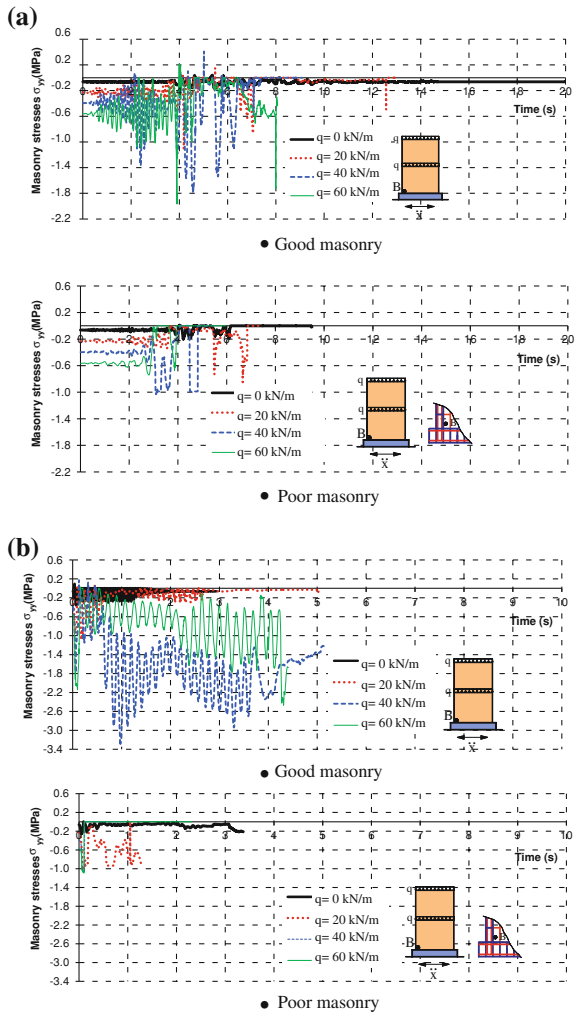 (a)
0.6
0.2
-0.2
-0.6
-1.0
-1.4
-1.8
-2.2
Masonry stresses σ yy(MPa)
0 2 4 6 8 10 12 14 16 18 20
Time (s)
q= 0 kN/m
q= 20 kN/m
q= 40 kN/m
q= 60 kN/m
q
q
B
ẍ
• Good masonry
0.6
0.2
-0.2
-0.6
-1.0
-1.4
-1.8
-2.2
Masonry stresses σ yy(MPa)
0 2 4 6 8 10 12 14 16 18 20
Time (s)
q= 0 kN/m
q= 20 kN/m
q= 40 kN/m
q= 60 kN/m
q
q
B
ẍ
B
• Poor masonry
(b)
0.6
0.2
-0.2
-0.6
-1.0
-1.4
-1.8
-2.2
-2.6
-3.0
-3.4
Masonry stresses σ yy(MPa)
0 1 2 3 4 5 6 7 8 9 10
Time (s)
q= 0 kN/m
q= 20 kN/m
q= 40 kN/m
q= 60 kN/m
q
q
B
ẍ
• Good masonry
0.6
0.2
-0.2
-0.6
-1.0
-1.4
-1.8
-2.2
-2.6
-3.0
-3.4
Masonry stresses σ yy(MPa)
0 1 2 3 4 5 6 7 8 9 10
Time (s)
q= 0 kN/m
q= 20 kN/m
q= 40 kN/m
q= 60 kN/m
q
q
B
ẍ
B
• Poor masonry